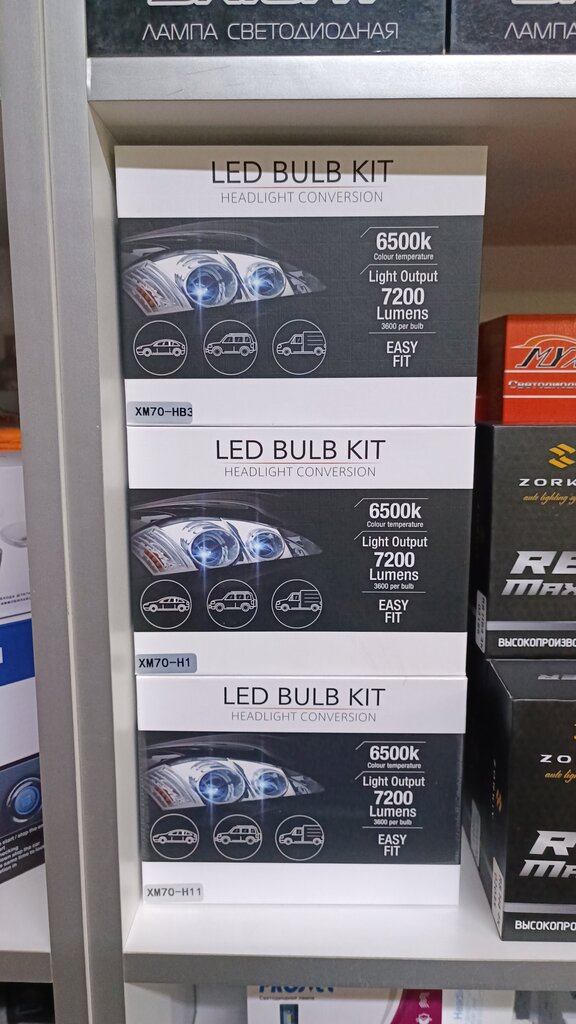 ЛАМПА СВЕТОДИОДНАЯ
LED BULB KIT
HEADLIGHT CONVERSION
6500k
Colour temperature
Light Output
7200
Lumens
3600 per bulb
EASY
FIT
XM70-HB3
LED BULB KIT
HEADLIGHT CONVERSION
6500k
Colour temperature
Light Output
7200
Lumens
3600 per bulb
EASY
FIT
XM70-H1
LED BULB KIT
HEADLIGHT CONVERSION
6500k
Colour temperature
Light Output
7200
Lumens
3600 per bulb
EASY
FIT
XM70-H11
auto lighting